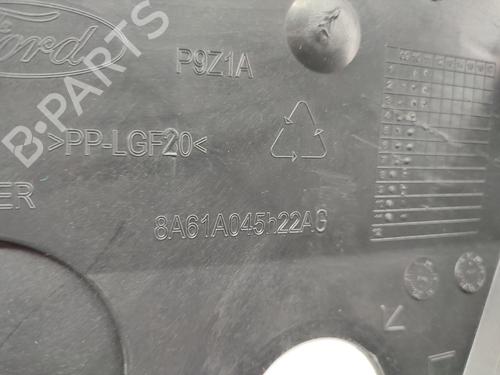 Ford
P9Z1A
B-PARTS
>PP-LGF20<
ER
8A61A045h22AG